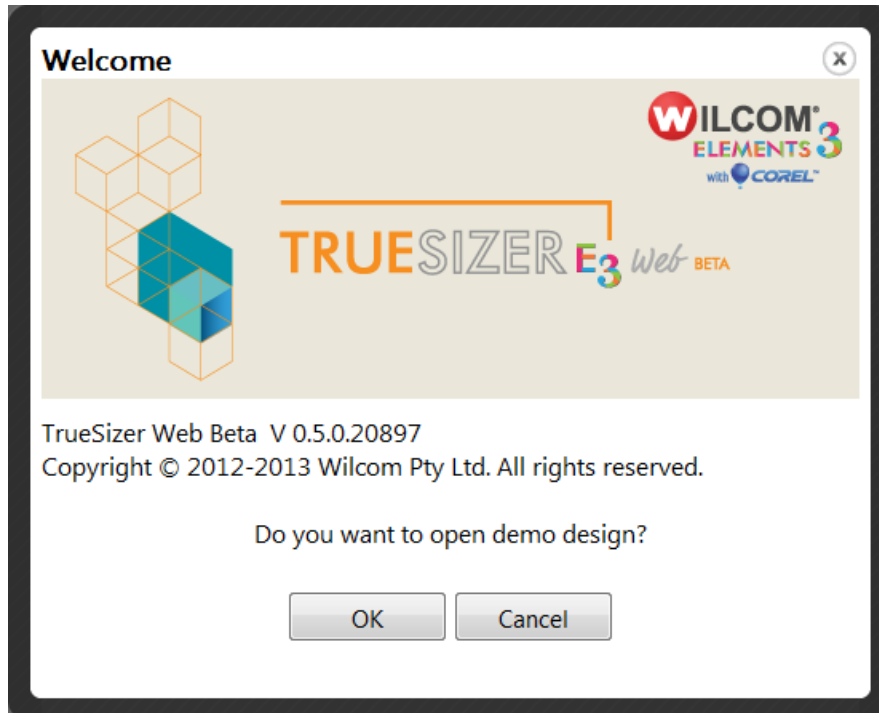 Welcome
x
WILCOM®
ELEMENTS 3
with COREL™
TRUESIZER E3 Web BETA
TrueSizer Web Beta V 0.5.0.20897
Copyright © 2012-2013 Wilcom Pty Ltd. All rights reserved.
Do you want to open demo design?
OK Cancel